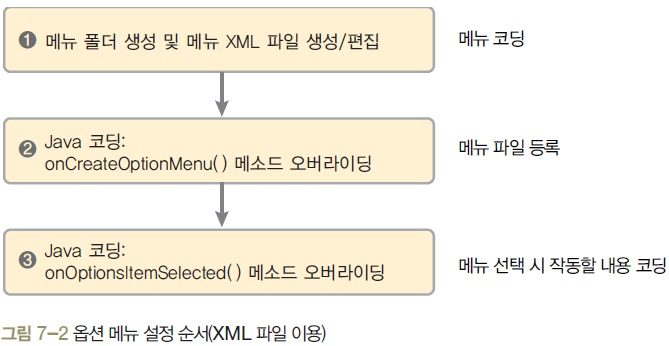 ❶ 메뉴 폴더 생성 및 메뉴 XML 파일 생성/편집
메뉴 코딩
❷ Java 코딩:
onCreateOptionMenu( ) 메소드 오버라이딩
메뉴 파일 등록
❸ Java 코딩:
onOptionsItemSelected( ) 메소드 오버라이딩
메뉴 선택 시 작동할 내용 코딩
그림 7-2 옵션 메뉴 설정 순서(XML 파일 이용)